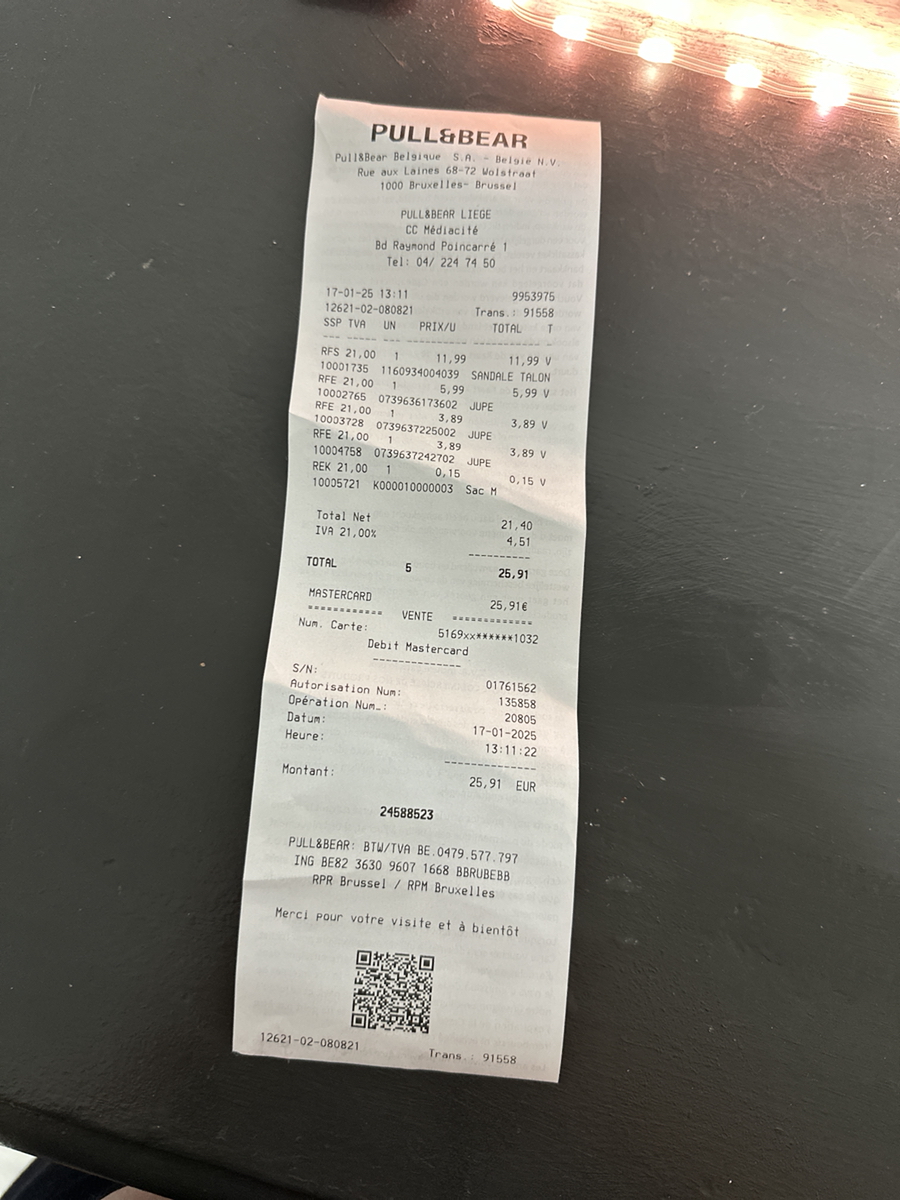 PULL&BEAR
Pull&Bear Belgique S.A. - Belgie N.V.
Rue aux Laines 68-72 Wolstraat
1000 Bruxelles- Brussel
PULL&BEAR LIEGE
CC Médiacité
Bd Raymond Poincarré 1
Tel: 04/ 224 74 50
17-01-25 13:11 9953975
12621-02-080821 Trans.: 91558
SSP TVA UN PRIX/U TOTAL T
--- ----- --- ----------- ----------- -
RFS 21,00 1 11,99 11,99 V
10001735 1160934004039 SANDALE TALON
RFE 21,00 1 5,99 5,99 V
10002765 0739636173602 JUPE
RFE 21,00 1 3,89 3,89 V
10003728 0739637225002 JUPE
RFE 21,00 1 3,89 3,89 V
10004758 0739637242702 JUPE
REK 21,00 1 0,15 0,15 V
10005721 K000010000003 Sac M
Total Net 21,40
IVA 21,00% 4,51
----------
TOTAL 5 25,91
MASTERCARD 25,91€
============ VENTE =============
Num. Carte: 5169xx******1032
Debit Mastercard
--------------
S/N: 01761562
Autorisation Num: 135858
Opération Num.: 20805
Datum: 17-01-2025
Heure: 13:11:22
--------------
Montant: 25,91 EUR
24588523
PULL&BEAR: BTW/TVA BE.0479.577.797
ING BE82 3630 9607 1668 BBRUBEBB
RPR Brussel / RPM Bruxelles
Merci pour votre visite et à bientôt
12621-02-080821 Trans.: 91558